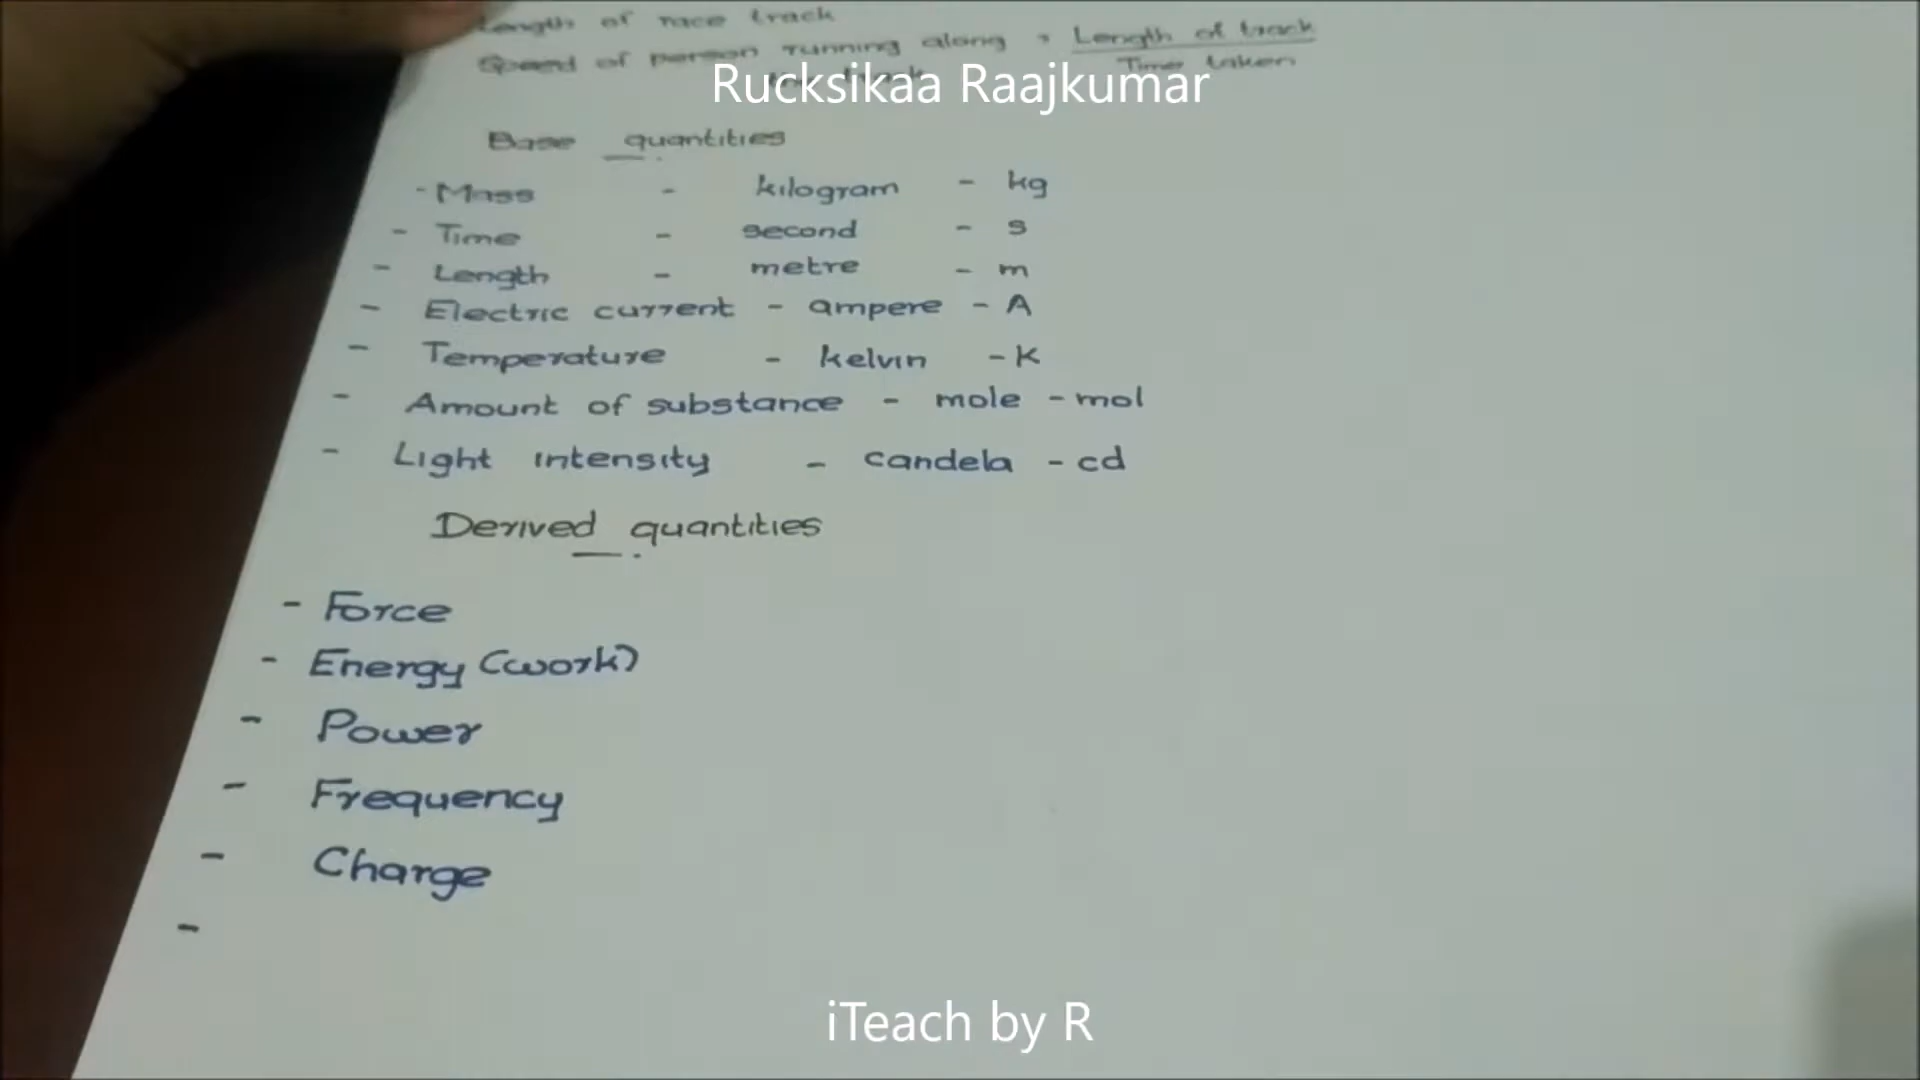 Length of race track
Speed of person running along = Length of track
Time taken
Rucksikaa Raajkumar
Base quantities
- Mass - kilogram - kg
- Time - second - s
- Length - metre - m
- Electric current - ampere - A
- Temperature - kelvin - K
- Amount of substance - mole - mol
- Light intensity - candela - cd
Derived quantities
- Force
- Energy (work)
- Power
- Frequency
- Charge
-
iTeach by R